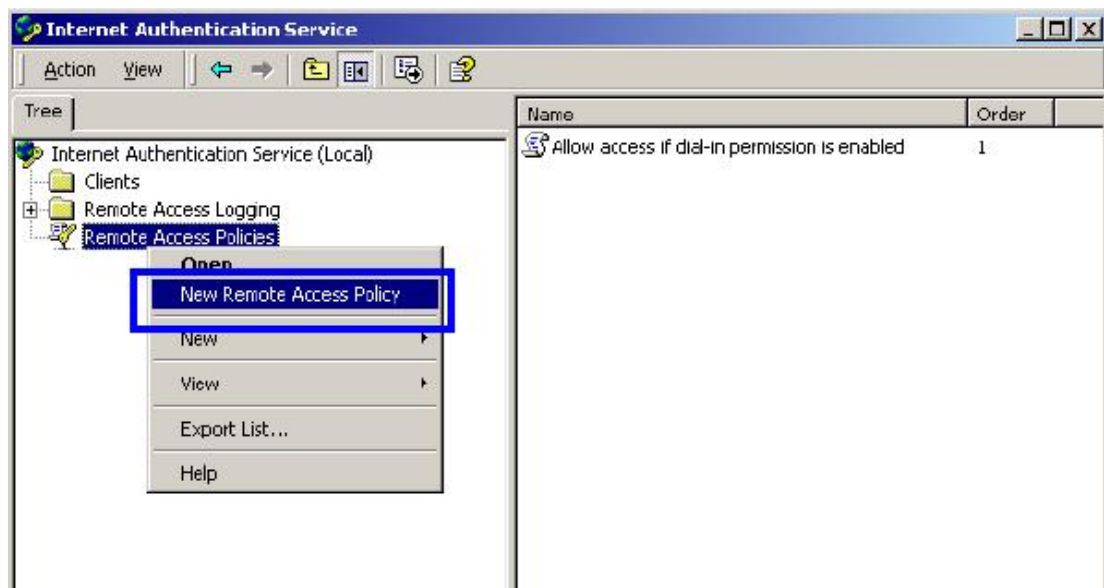 Internet Authentication Service
Action View
Tree
Name Order
Internet Authentication Service (Local)
Allow access if dial-in permission is enabled 1
Clients
Remote Access Logging
Remote Access Policies
Open
New Remote Access Policy
New
View
Export List...
Help